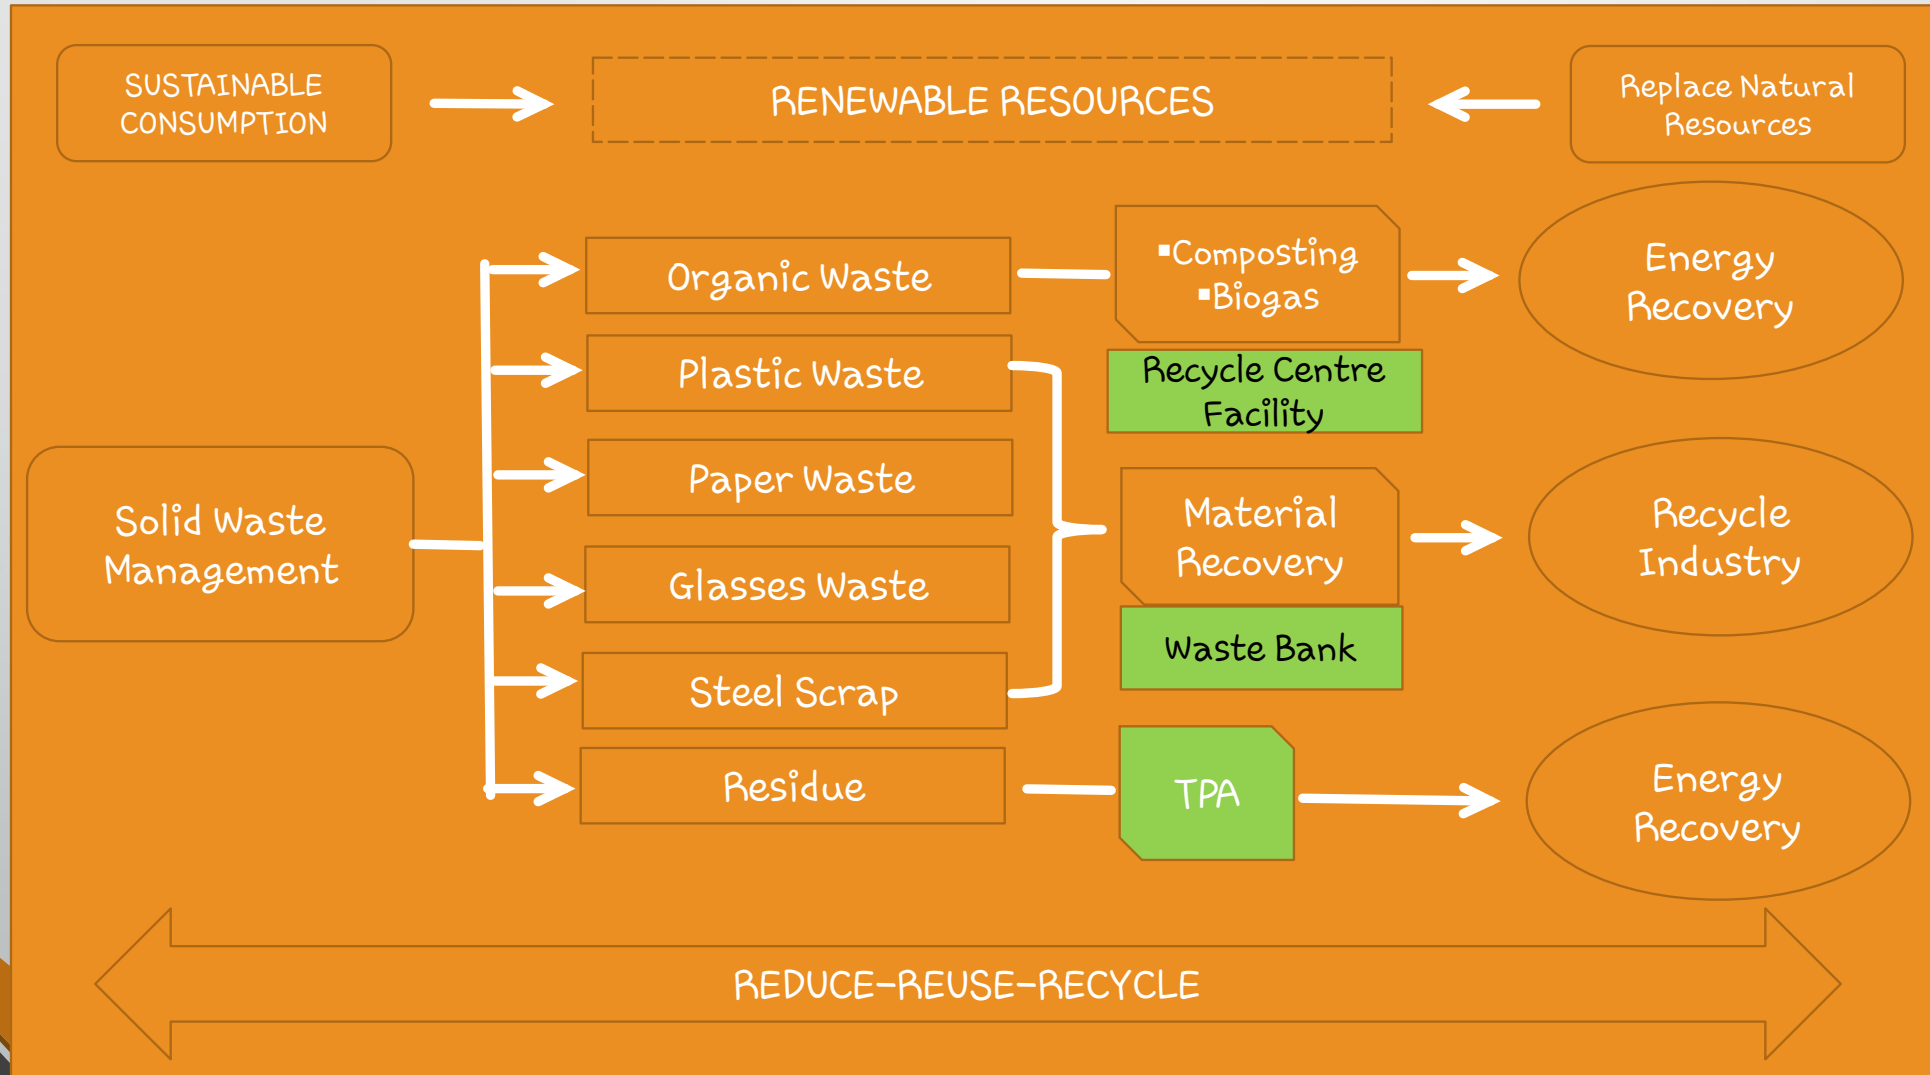 SUSTAINABLE
CONSUMPTION
RENEWABLE RESOURCES
Replace Natural
Resources
Organic Waste
▪Composting
▪Biogas
Energy
Recovery
Recycle Centre
Facility
Plastic Waste
Paper Waste
Solid Waste
Management
Glasses Waste
Material
Recovery
Recycle
Industry
Waste Bank
Steel Scrap
Residue
TPA
Energy
Recovery
REDUCE-REUSE-RECYCLE